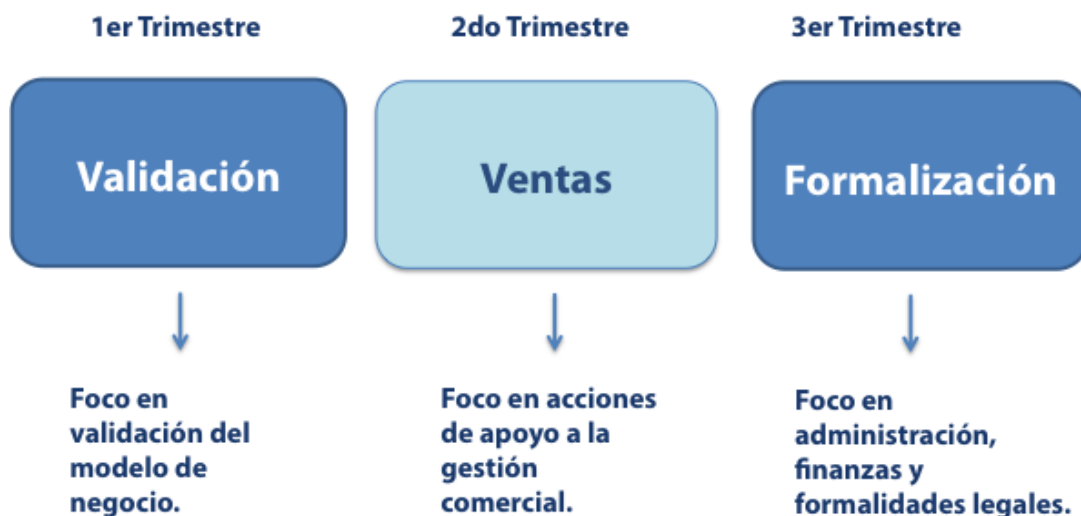 1er Trimestre
2do Trimestre
3er Trimestre
Validación
Ventas
Formalización
Foco en
validación del
modelo de
negocio.
Foco en acciones
de apoyo a la
gestión
comercial.
Foco en
administración,
finanzas y
formalidades legales.